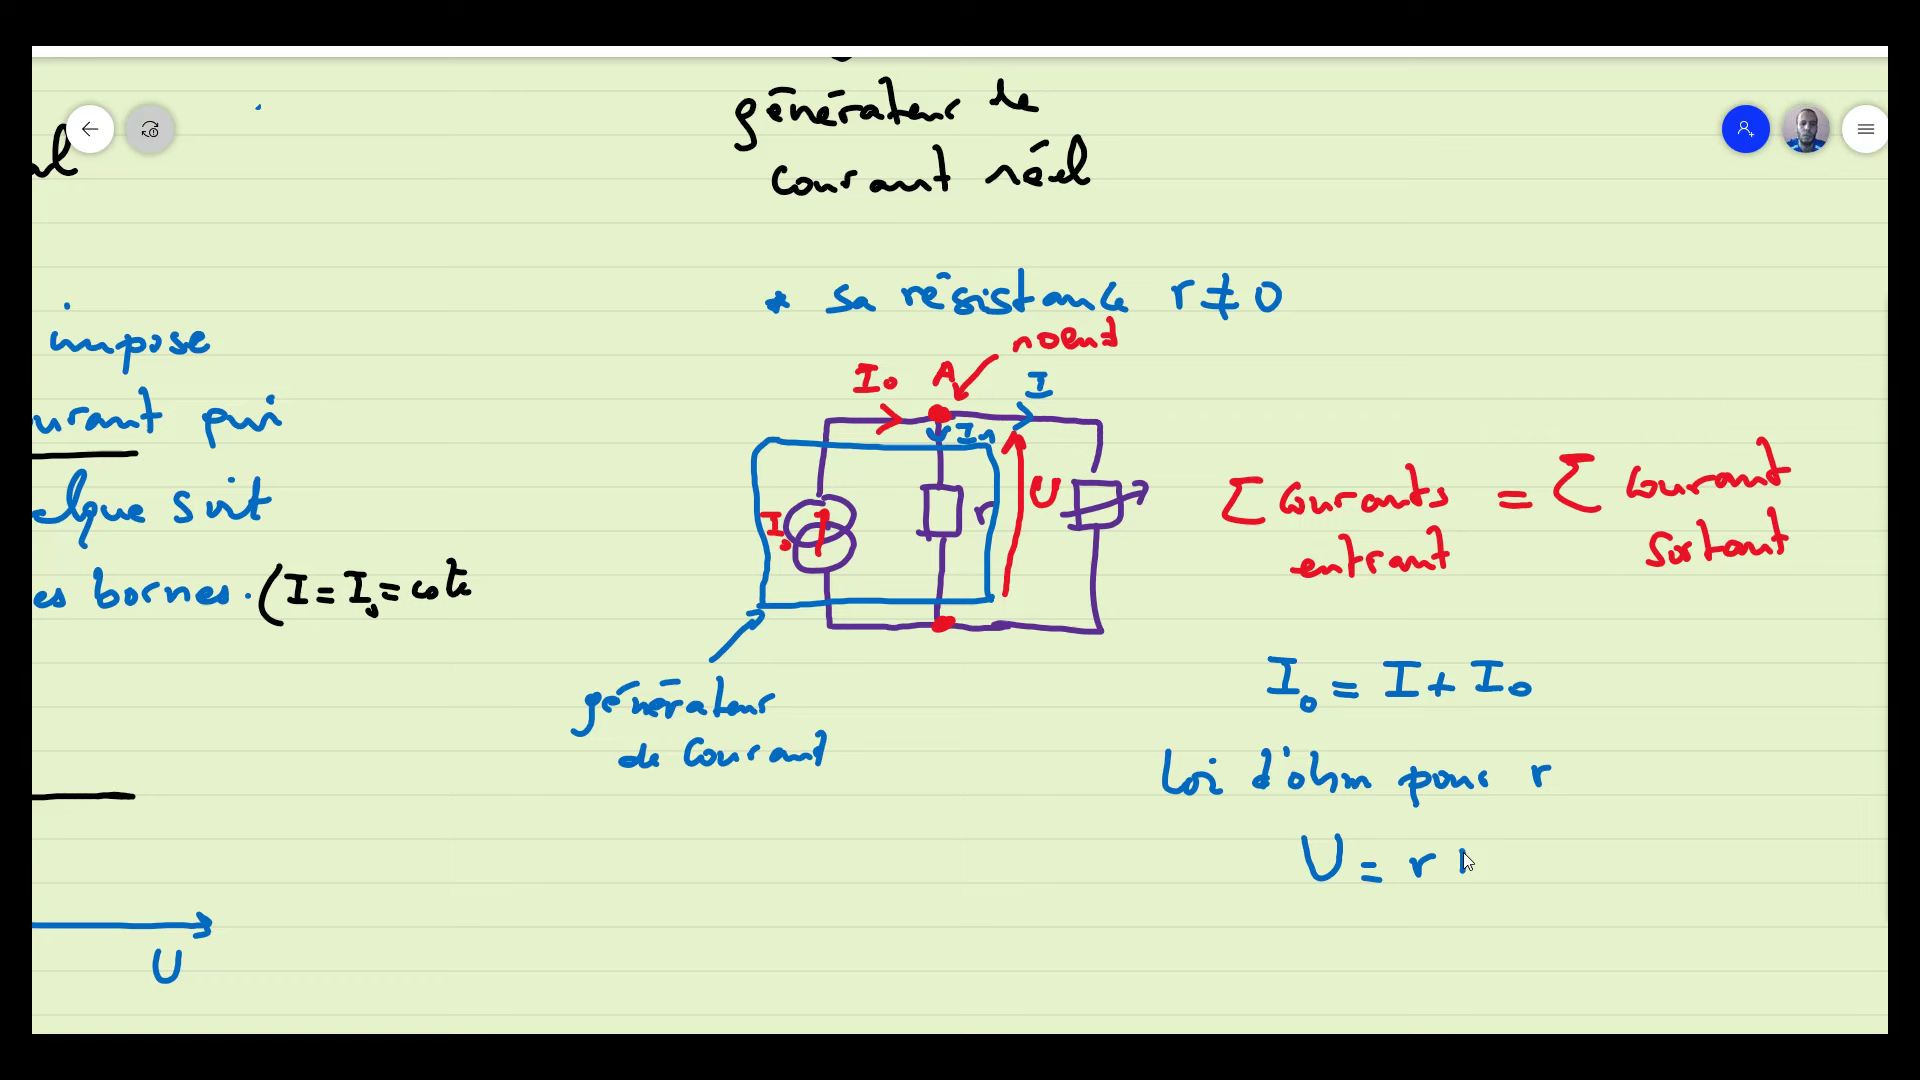 générateur de
courant réel
* sa résistance r ≠ 0
impose
noeud
I₀ A I
urant qui
I₁
Σ courants = Σ courant
entrant sortant
U
r
I₀
elque soit
es bornes. (I = I₀ = cote
générateur
de courant
I₀ = I + I₀
loi d'ohm pour r
U = r
U